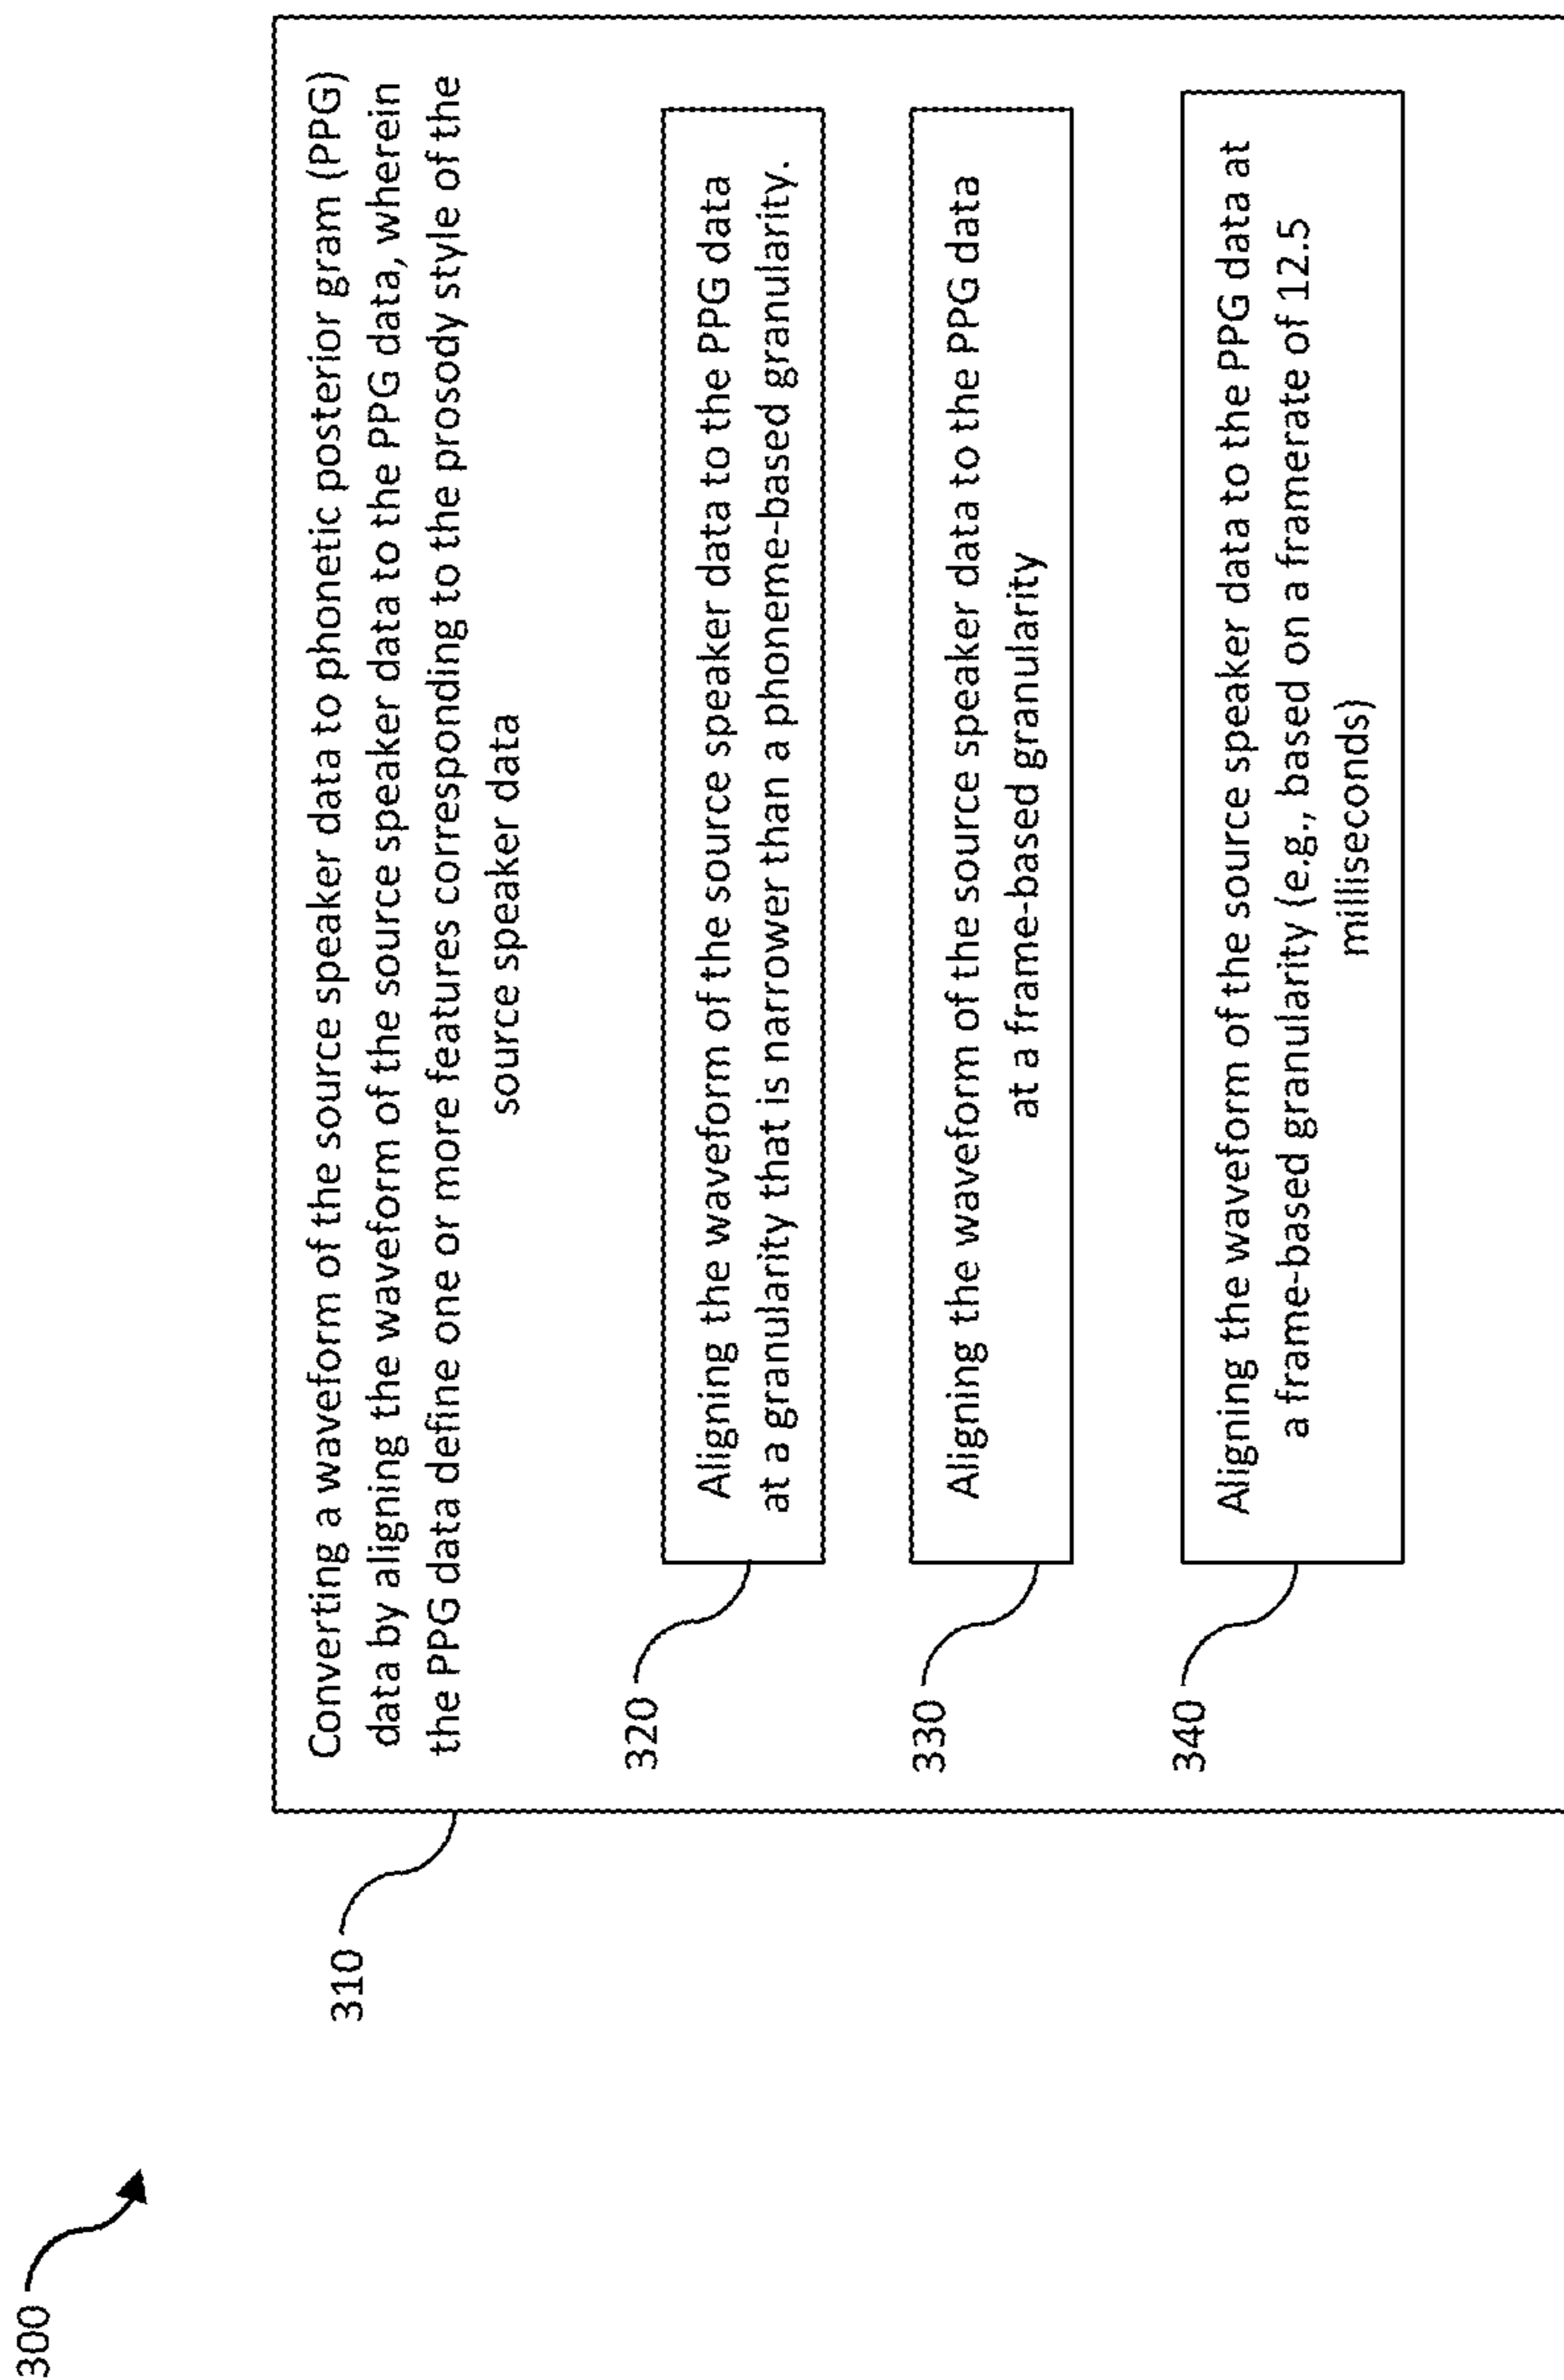 300
310
Converting a waveform of the source speaker data to phonetic posterior gram (PPG)
data by aligning the waveform of the source speaker data to the PPG data, wherein
the PPG data define one or more features corresponding to the prosody style of the
source speaker data
320
Aligning the waveform of the source speaker data to the PPG data
at a granularity that is narrower than a phoneme-based granularity.
330
Aligning the waveform of the source speaker data to the PPG data
at a frame-based granularity
340
Aligning the waveform of the source speaker data to the PPG data at
a frame-based granularity (e.g., based on a framerate of 12.5
milliseconds)